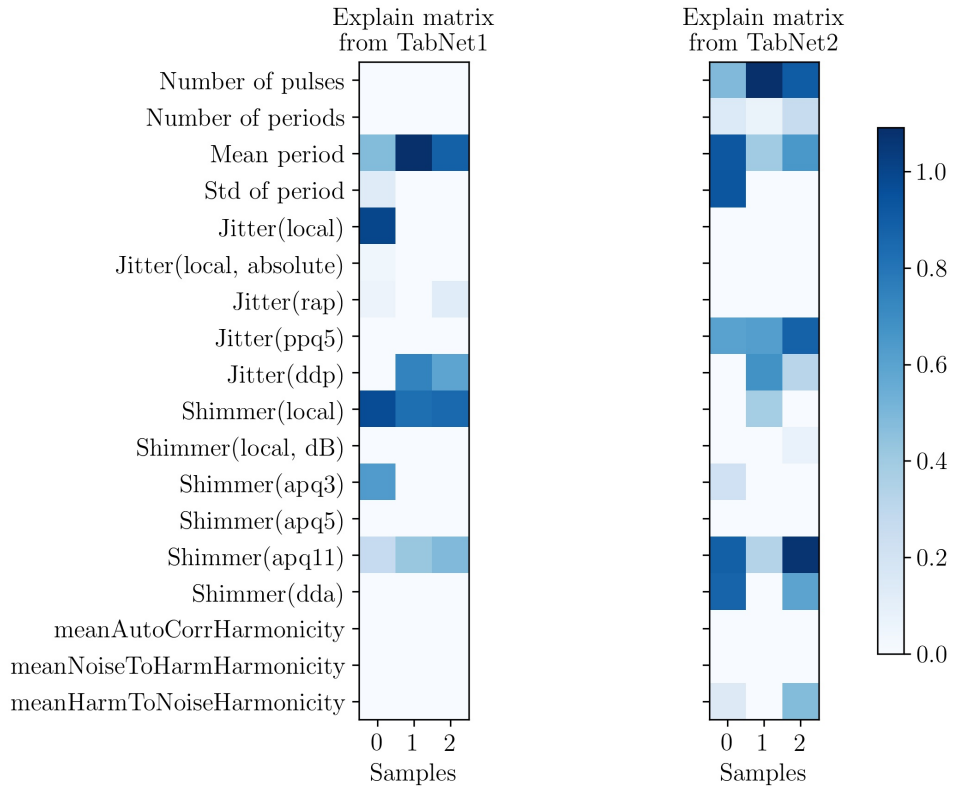 Explain matrix
from TabNet1
Explain matrix
from TabNet2
Number of pulses
Number of periods
Mean period
Std of period
Jitter(local)
Jitter(local, absolute)
Jitter(rap)
Jitter(ppq5)
Jitter(ddp)
Shimmer(local)
Shimmer(local, dB)
Shimmer(apq3)
Shimmer(apq5)
Shimmer(apq11)
Shimmer(dda)
meanAutoCorrHarmonicity
meanNoiseToHarmHarmonicity
meanHarmToNoiseHarmonicity
0 1 2
Samples
0 1 2
Samples
1.0
0.8
0.6
0.4
0.2
0.0